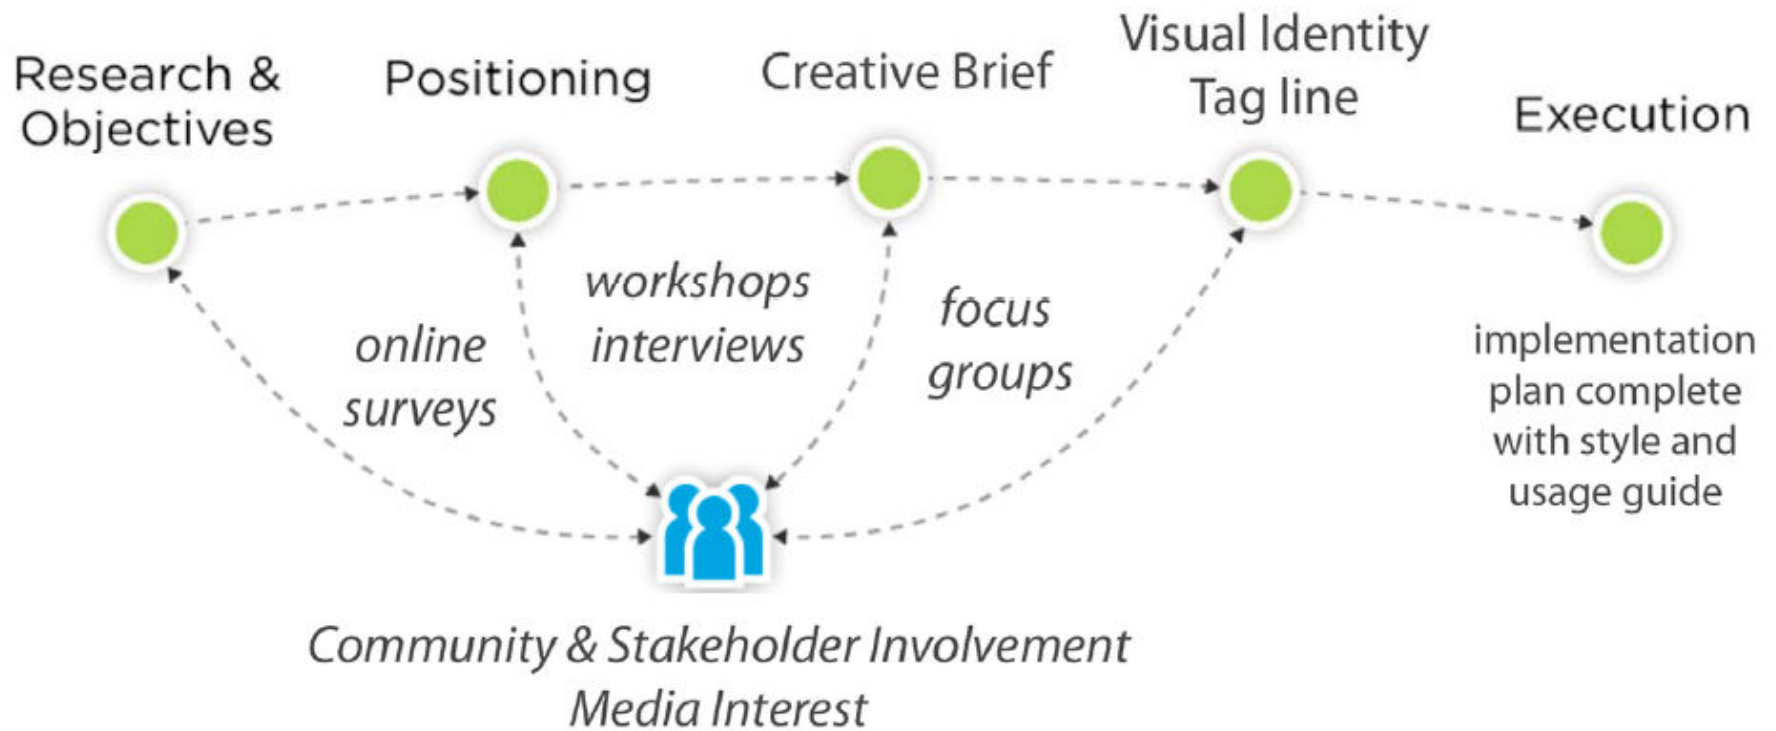 Research &
Objectives
Positioning
Creative Brief
Visual Identity
Tag line
Execution
online
surveys
workshops
interviews
focus
groups
implementation
plan complete
with style and
usage guide
Community & Stakeholder Involvement
Media Interest